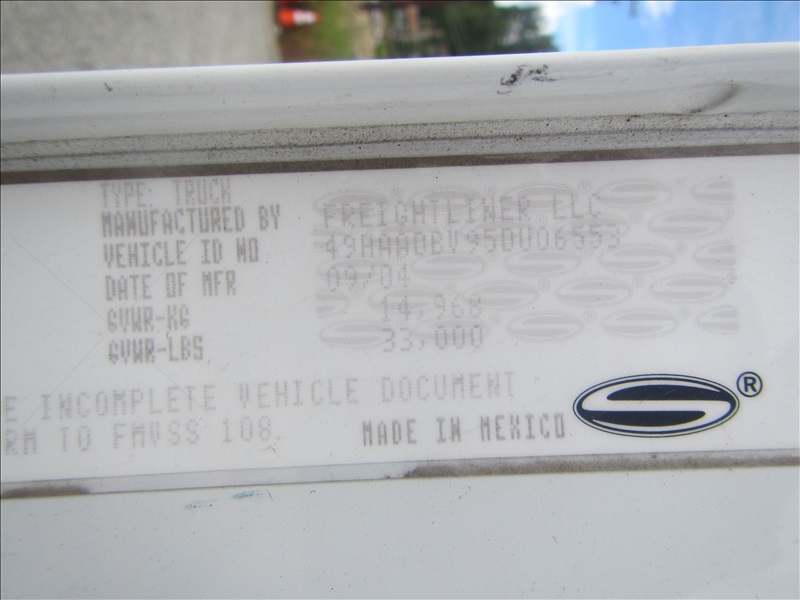 TYPE: TRUCK
MANUFACTURED BY FREIGHTLINER LLC
VEHICLE ID NO 49HAADBV95DV06553
DATE OF MFR 09/04
GVWR-KG 14,968
GVWR-LBS. 33,000
E INCOMPLETE VEHICLE DOCUMENT
RM TO FMVSS 108. MADE IN MEXICO ®